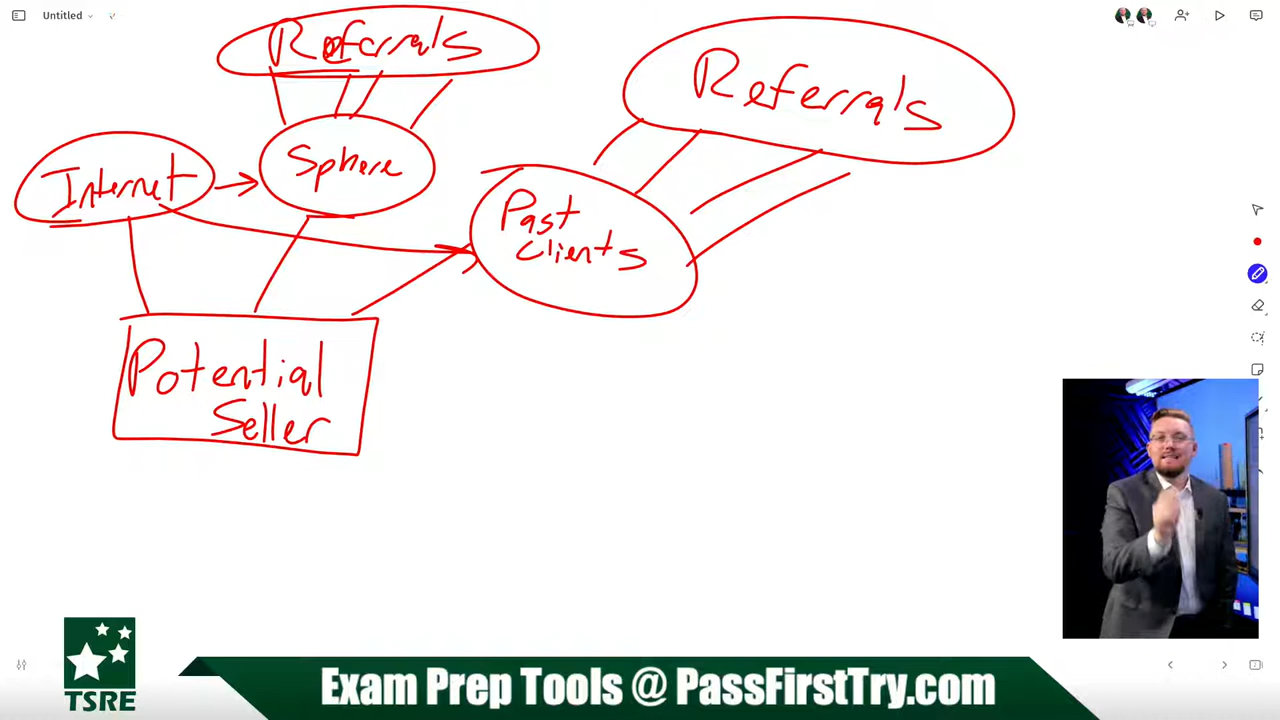 Untitled
Referrals
Referrals
Internet
Sphere
Past
Clients
Potential
Seller
TSRE
Exam Prep Tools @ PassFirstTry.com